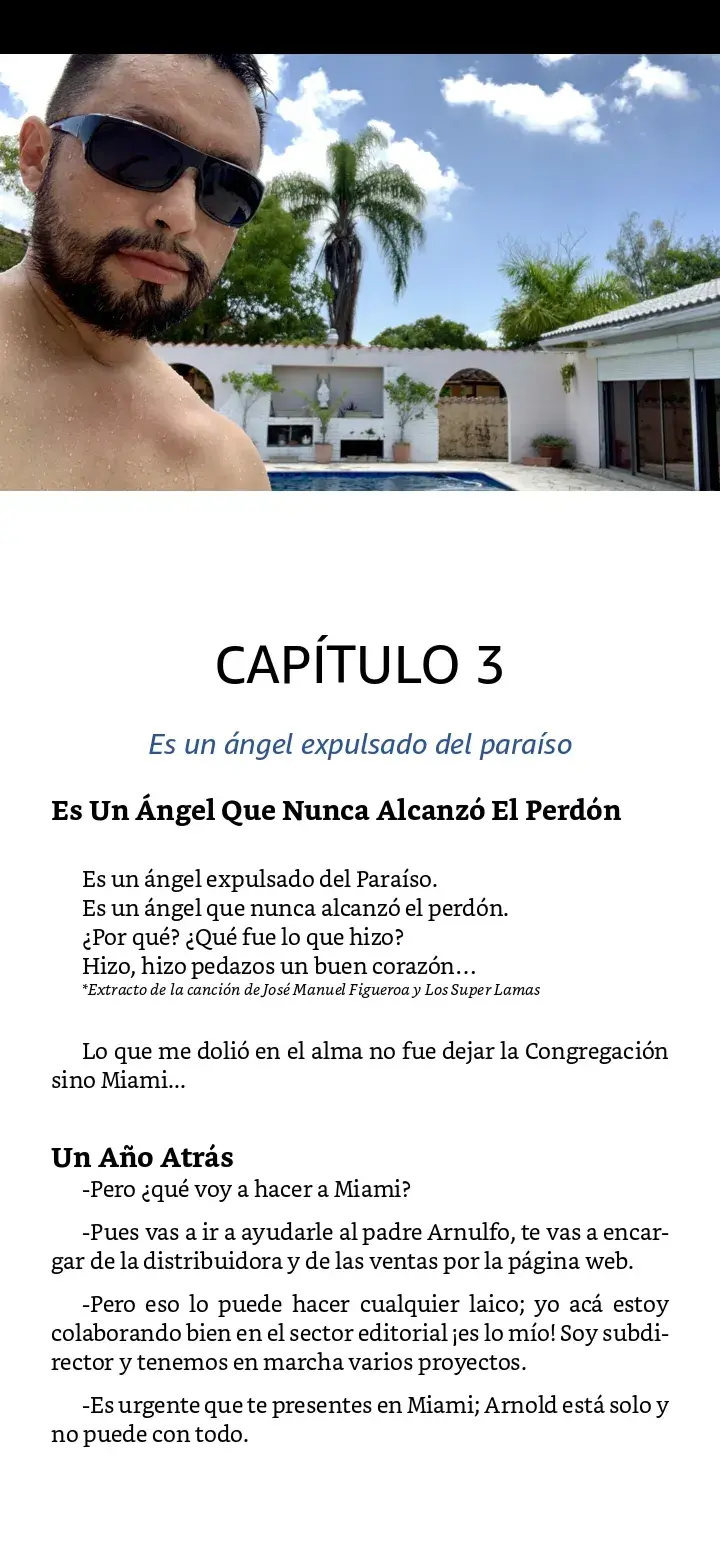 CAPÍTULO 3
Es un ángel expulsado del paraíso
Es Un Ángel Que Nunca Alcanzó El Perdón
Es un ángel expulsado del Paraíso.
Es un ángel que nunca alcanzó el perdón.
¿Por qué? ¿Qué fue lo que hizo?
Hizo, hizo pedazos un buen corazón…
*Extracto de la canción de José Manuel Figueroa y Los Super Lamas
Lo que me dolió en el alma no fue dejar la Congregación
sino Miami...
Un Año Atrás
-Pero ¿qué voy a hacer a Miami?
-Pues vas a ir a ayudarle al padre Arnulfo, te vas a encar-
gar de la distribuidora y de las ventas por la página web.
-Pero eso lo puede hacer cualquier laico; yo acá estoy
colaborando bien en el sector editorial ¡es lo mío! Soy subdi-
rector y tenemos en marcha varios proyectos.
-Es urgente que te presentes en Miami; Arnold está solo y
no puede con todo.